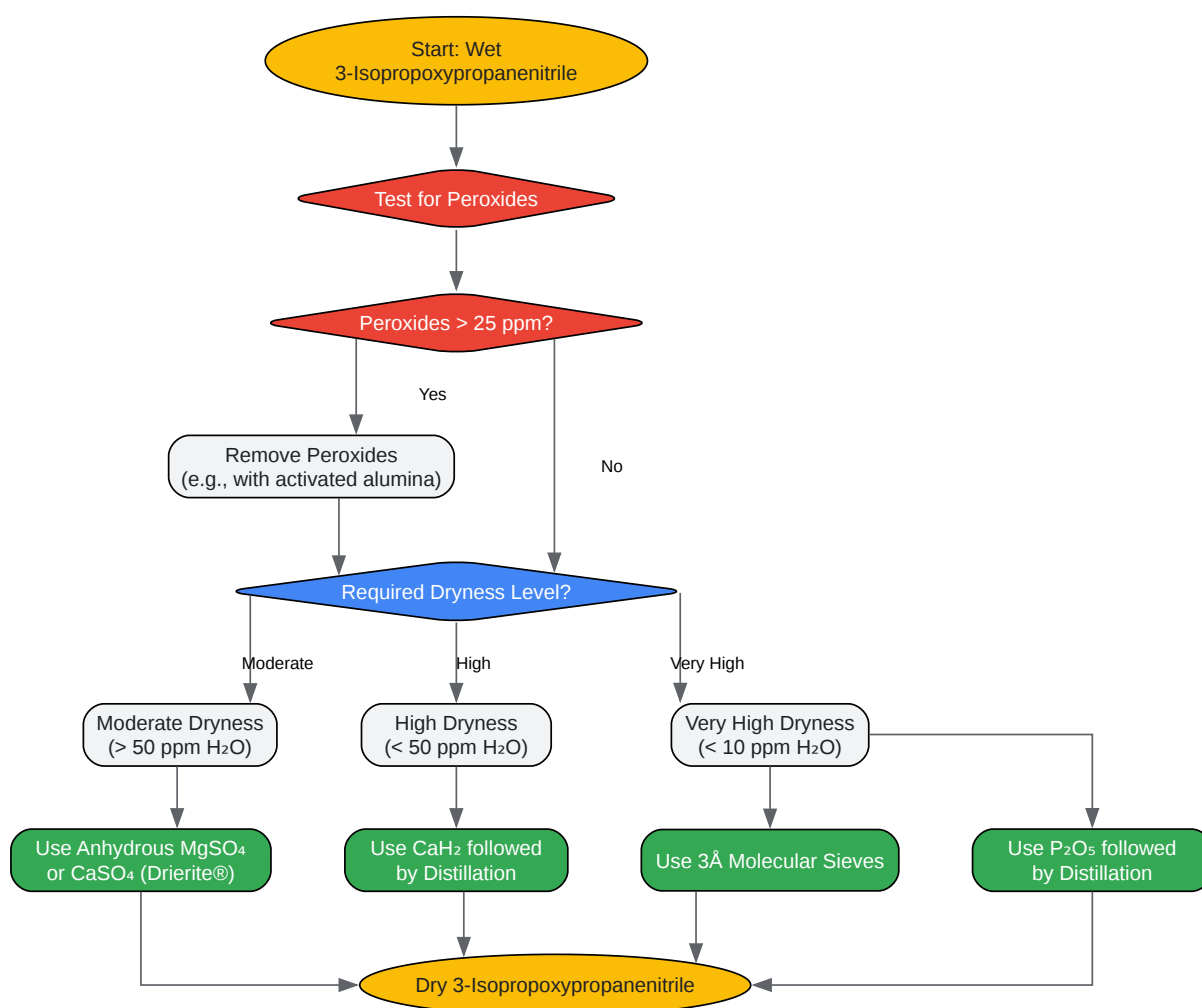 Start: Wet
3-Isopropoxypropanenitrile
Test for Peroxides
Peroxides > 25 ppm?
Yes
Remove Peroxides
(e.g., with activated alumina)
No
Required Dryness Level?
Moderate
High
Very High
Moderate Dryness
(> 50 ppm H₂O)
High Dryness
(< 50 ppm H₂O)
Very High Dryness
(< 10 ppm H₂O)
Use Anhydrous MgSO₄
or CaSO₄ (Drierite®)
Use CaH₂ followed
by Distillation
Use 3Å Molecular Sieves
Use P₂O₅ followed
by Distillation
Dry 3-Isopropoxypropanenitrile